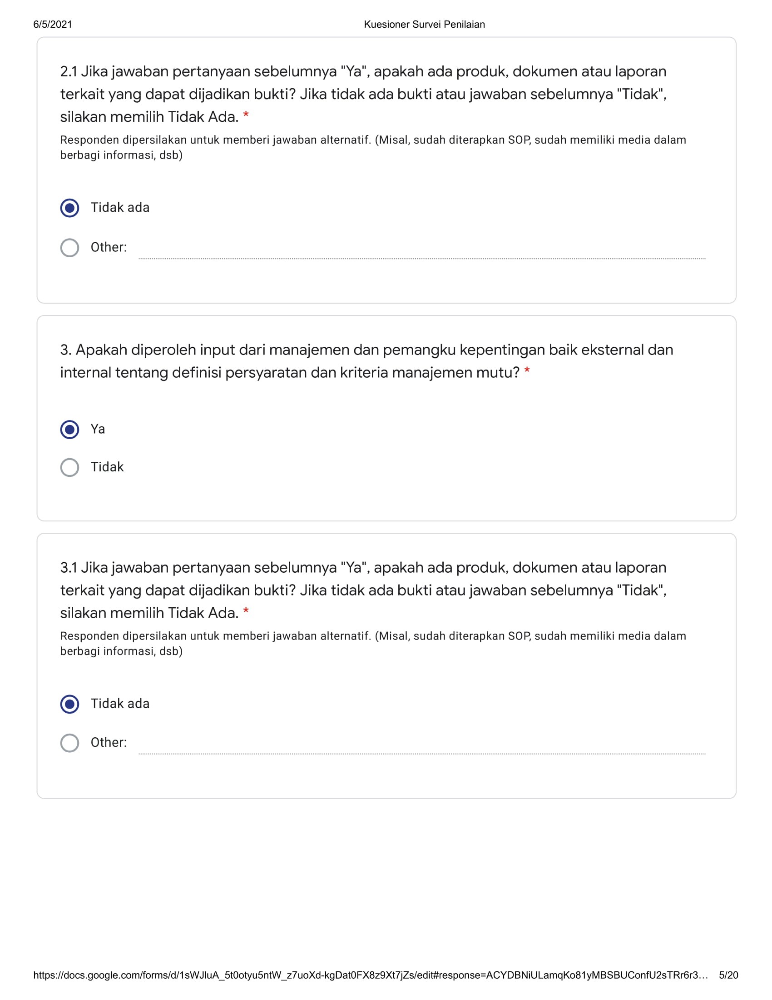 6/5/2021 Kuesioner Survei Penilaian
2.1 Jika jawaban pertanyaan sebelumnya "Ya", apakah ada produk, dokumen atau laporan
terkait yang dapat dijadikan bukti? Jika tidak ada bukti atau jawaban sebelumnya "Tidak",
silakan memilih Tidak Ada. *
Responden dipersilakan untuk memberi jawaban alternatif. (Misal, sudah diterapkan SOP, sudah memiliki media dalam
berbagi informasi, dsb)
Tidak ada
Other:
3. Apakah diperoleh input dari manajemen dan pemangku kepentingan baik eksternal dan
internal tentang definisi persyaratan dan kriteria manajemen mutu? *
Ya
Tidak
3.1 Jika jawaban pertanyaan sebelumnya "Ya", apakah ada produk, dokumen atau laporan
terkait yang dapat dijadikan bukti? Jika tidak ada bukti atau jawaban sebelumnya "Tidak",
silakan memilih Tidak Ada. *
Responden dipersilakan untuk memberi jawaban alternatif. (Misal, sudah diterapkan SOP, sudah memiliki media dalam
berbagi informasi, dsb)
Tidak ada
Other:
https://docs.google.com/forms/d/1sWJIuA_5t0otyu5ntW_z7uoXd-kgDat0FX8z9Xt7jZs/edit#response=ACYDBNiULamqKo81yMBSBUConfU2sTRr6r3… 5/20